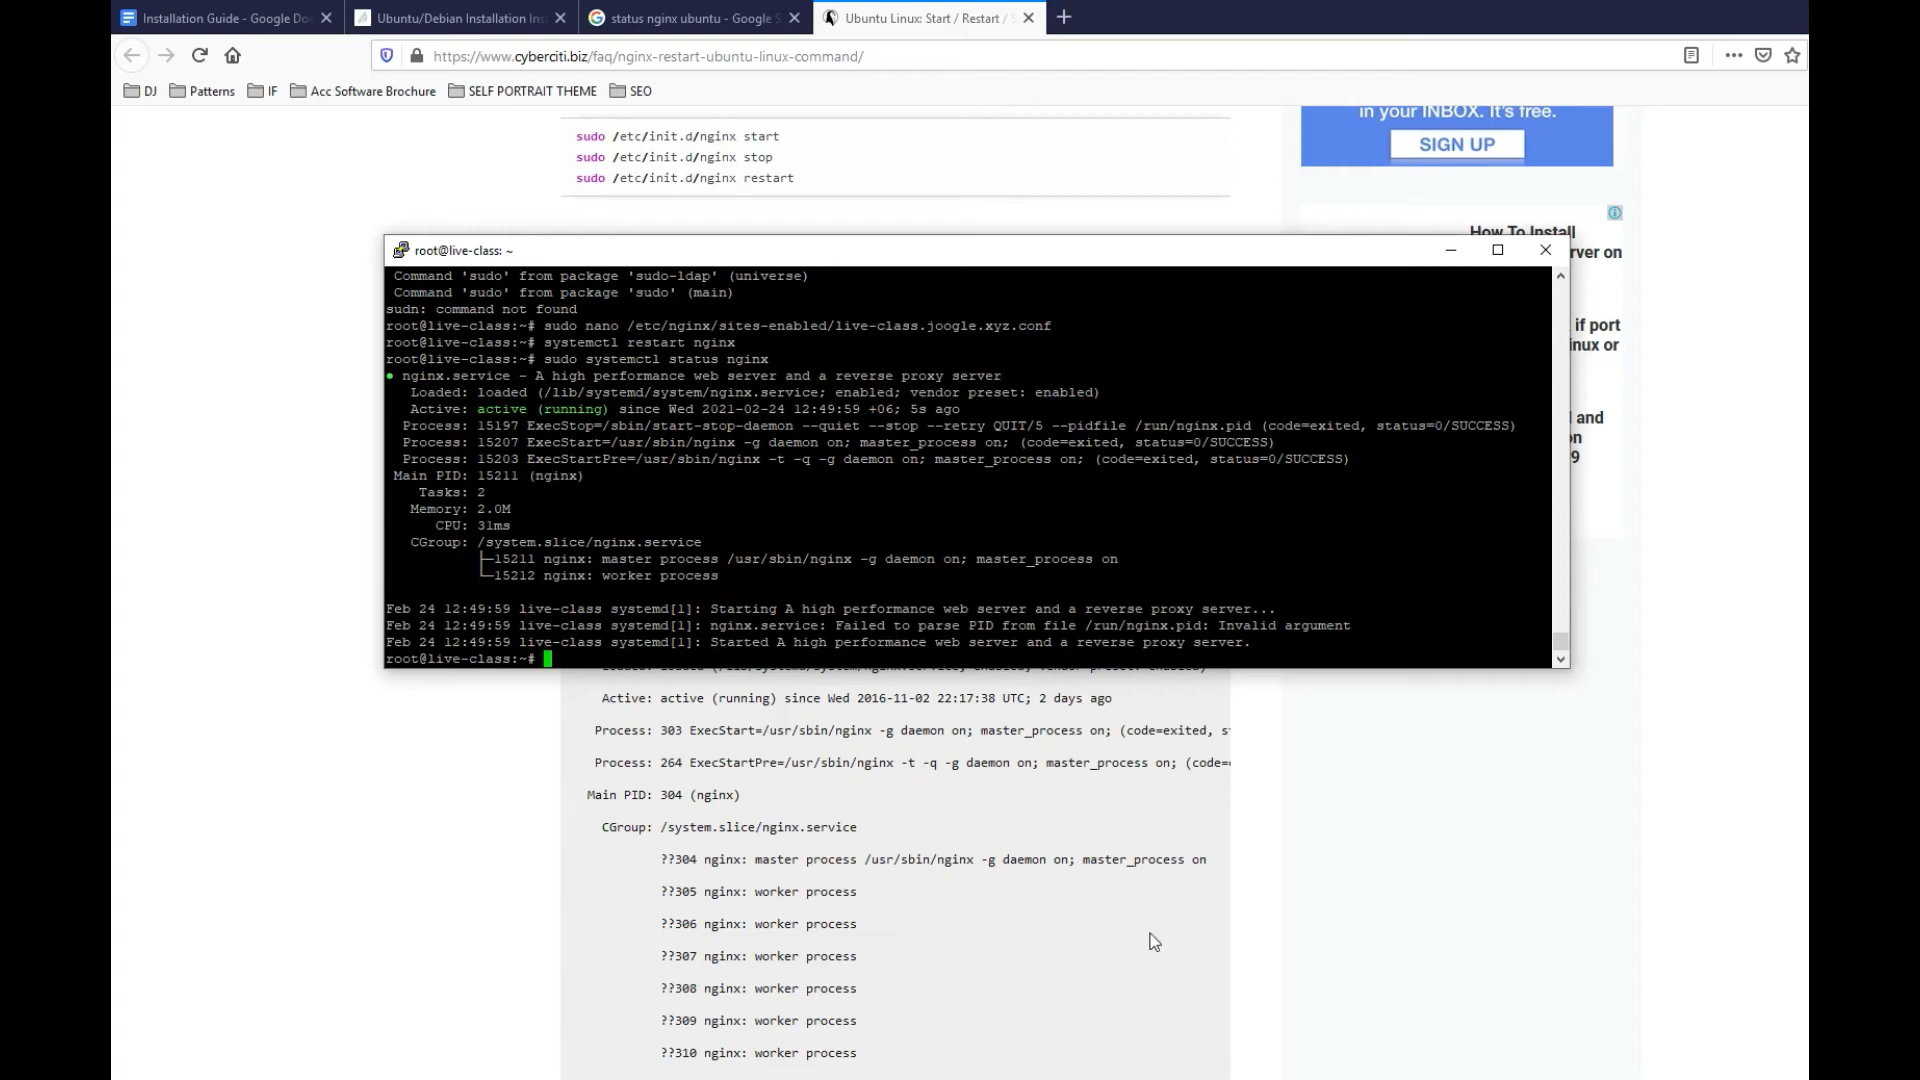 Installation Guide - Google Do
Ubuntu/Debian Installation Ins
status nginx ubuntu - Google S
Ubuntu Linux: Start / Restart / S
https://www.cyberciti.biz/faq/nginx-restart-ubuntu-linux-command/
DJ
Patterns
IF
Acc Software Brochure
SELF PORTRAIT THEME
SEO
sudo /etc/init.d/nginx start
sudo /etc/init.d/nginx stop
sudo /etc/init.d/nginx restart
in your INBOX. It's free.
SIGN UP
How To Install
rver on
if port
inux or
l and
on
9
root@live-class: ~
Command 'sudo' from package 'sudo-ldap' (universe)
Command 'sudo' from package 'sudo' (main)
sudn: command not found
root@live-class:~# sudo nano /etc/nginx/sites-enabled/live-class.joogle.xyz.conf
root@live-class:~# systemctl restart nginx
root@live-class:~# sudo systemctl status nginx
● nginx.service - A high performance web server and a reverse proxy server
Loaded: loaded (/lib/systemd/system/nginx.service; enabled; vendor preset: enabled)
Active: active (running) since Wed 2021-02-24 12:49:59 +06; 5s ago
Process: 15197 ExecStop=/sbin/start-stop-daemon --quiet --stop --retry QUIT/5 --pidfile /run/nginx.pid (code=exited, status=0/SUCCESS)
Process: 15207 ExecStart=/usr/sbin/nginx -g daemon on; master_process on; (code=exited, status=0/SUCCESS)
Process: 15203 ExecStartPre=/usr/sbin/nginx -t -q -g daemon on; master_process on; (code=exited, status=0/SUCCESS)
Main PID: 15211 (nginx)
Tasks: 2
Memory: 2.0M
CPU: 31ms
CGroup: /system.slice/nginx.service
├─15211 nginx: master process /usr/sbin/nginx -g daemon on; master_process on
└─15212 nginx: worker process
Feb 24 12:49:59 live-class systemd[1]: Starting A high performance web server and a reverse proxy server...
Feb 24 12:49:59 live-class systemd[1]: nginx.service: Failed to parse PID from file /run/nginx.pid: Invalid argument
Feb 24 12:49:59 live-class systemd[1]: Started A high performance web server and a reverse proxy server.
root@live-class:~#
Active: active (running) since Wed 2016-11-02 22:17:38 UTC; 2 days ago
Process: 303 ExecStart=/usr/sbin/nginx -g daemon on; master_process on; (code=exited, s
Process: 264 ExecStartPre=/usr/sbin/nginx -t -q -g daemon on; master_process on; (code=
Main PID: 304 (nginx)
CGroup: /system.slice/nginx.service
??304 nginx: master process /usr/sbin/nginx -g daemon on; master_process on
??305 nginx: worker process
??306 nginx: worker process
??307 nginx: worker process
??308 nginx: worker process
??309 nginx: worker process
??310 nginx: worker process